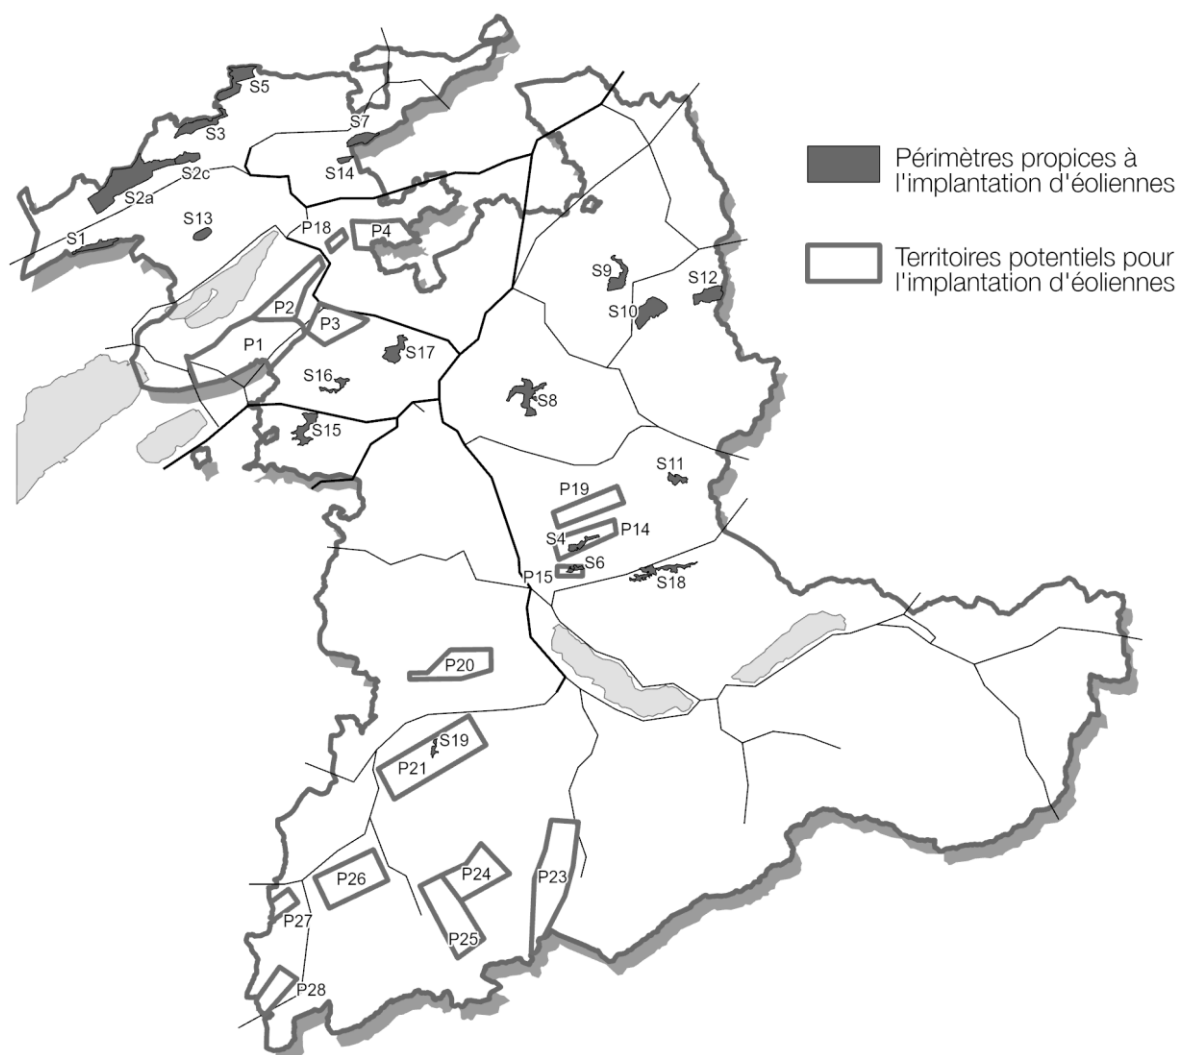 S5
S3
S7
S2c
S14
S2a
S13
S1
P18
P4
S9
S12
S10
P2
P3
P1
S17
S16
S8
S15
S11
P19
S4
P14
S6
P15
S18
P20
S19
P21
P24
P23
P26
P25
P27
P28
Périmètres propices à
l'implantation d'éoliennes
Territoires potentiels pour
l'implantation d'éoliennes